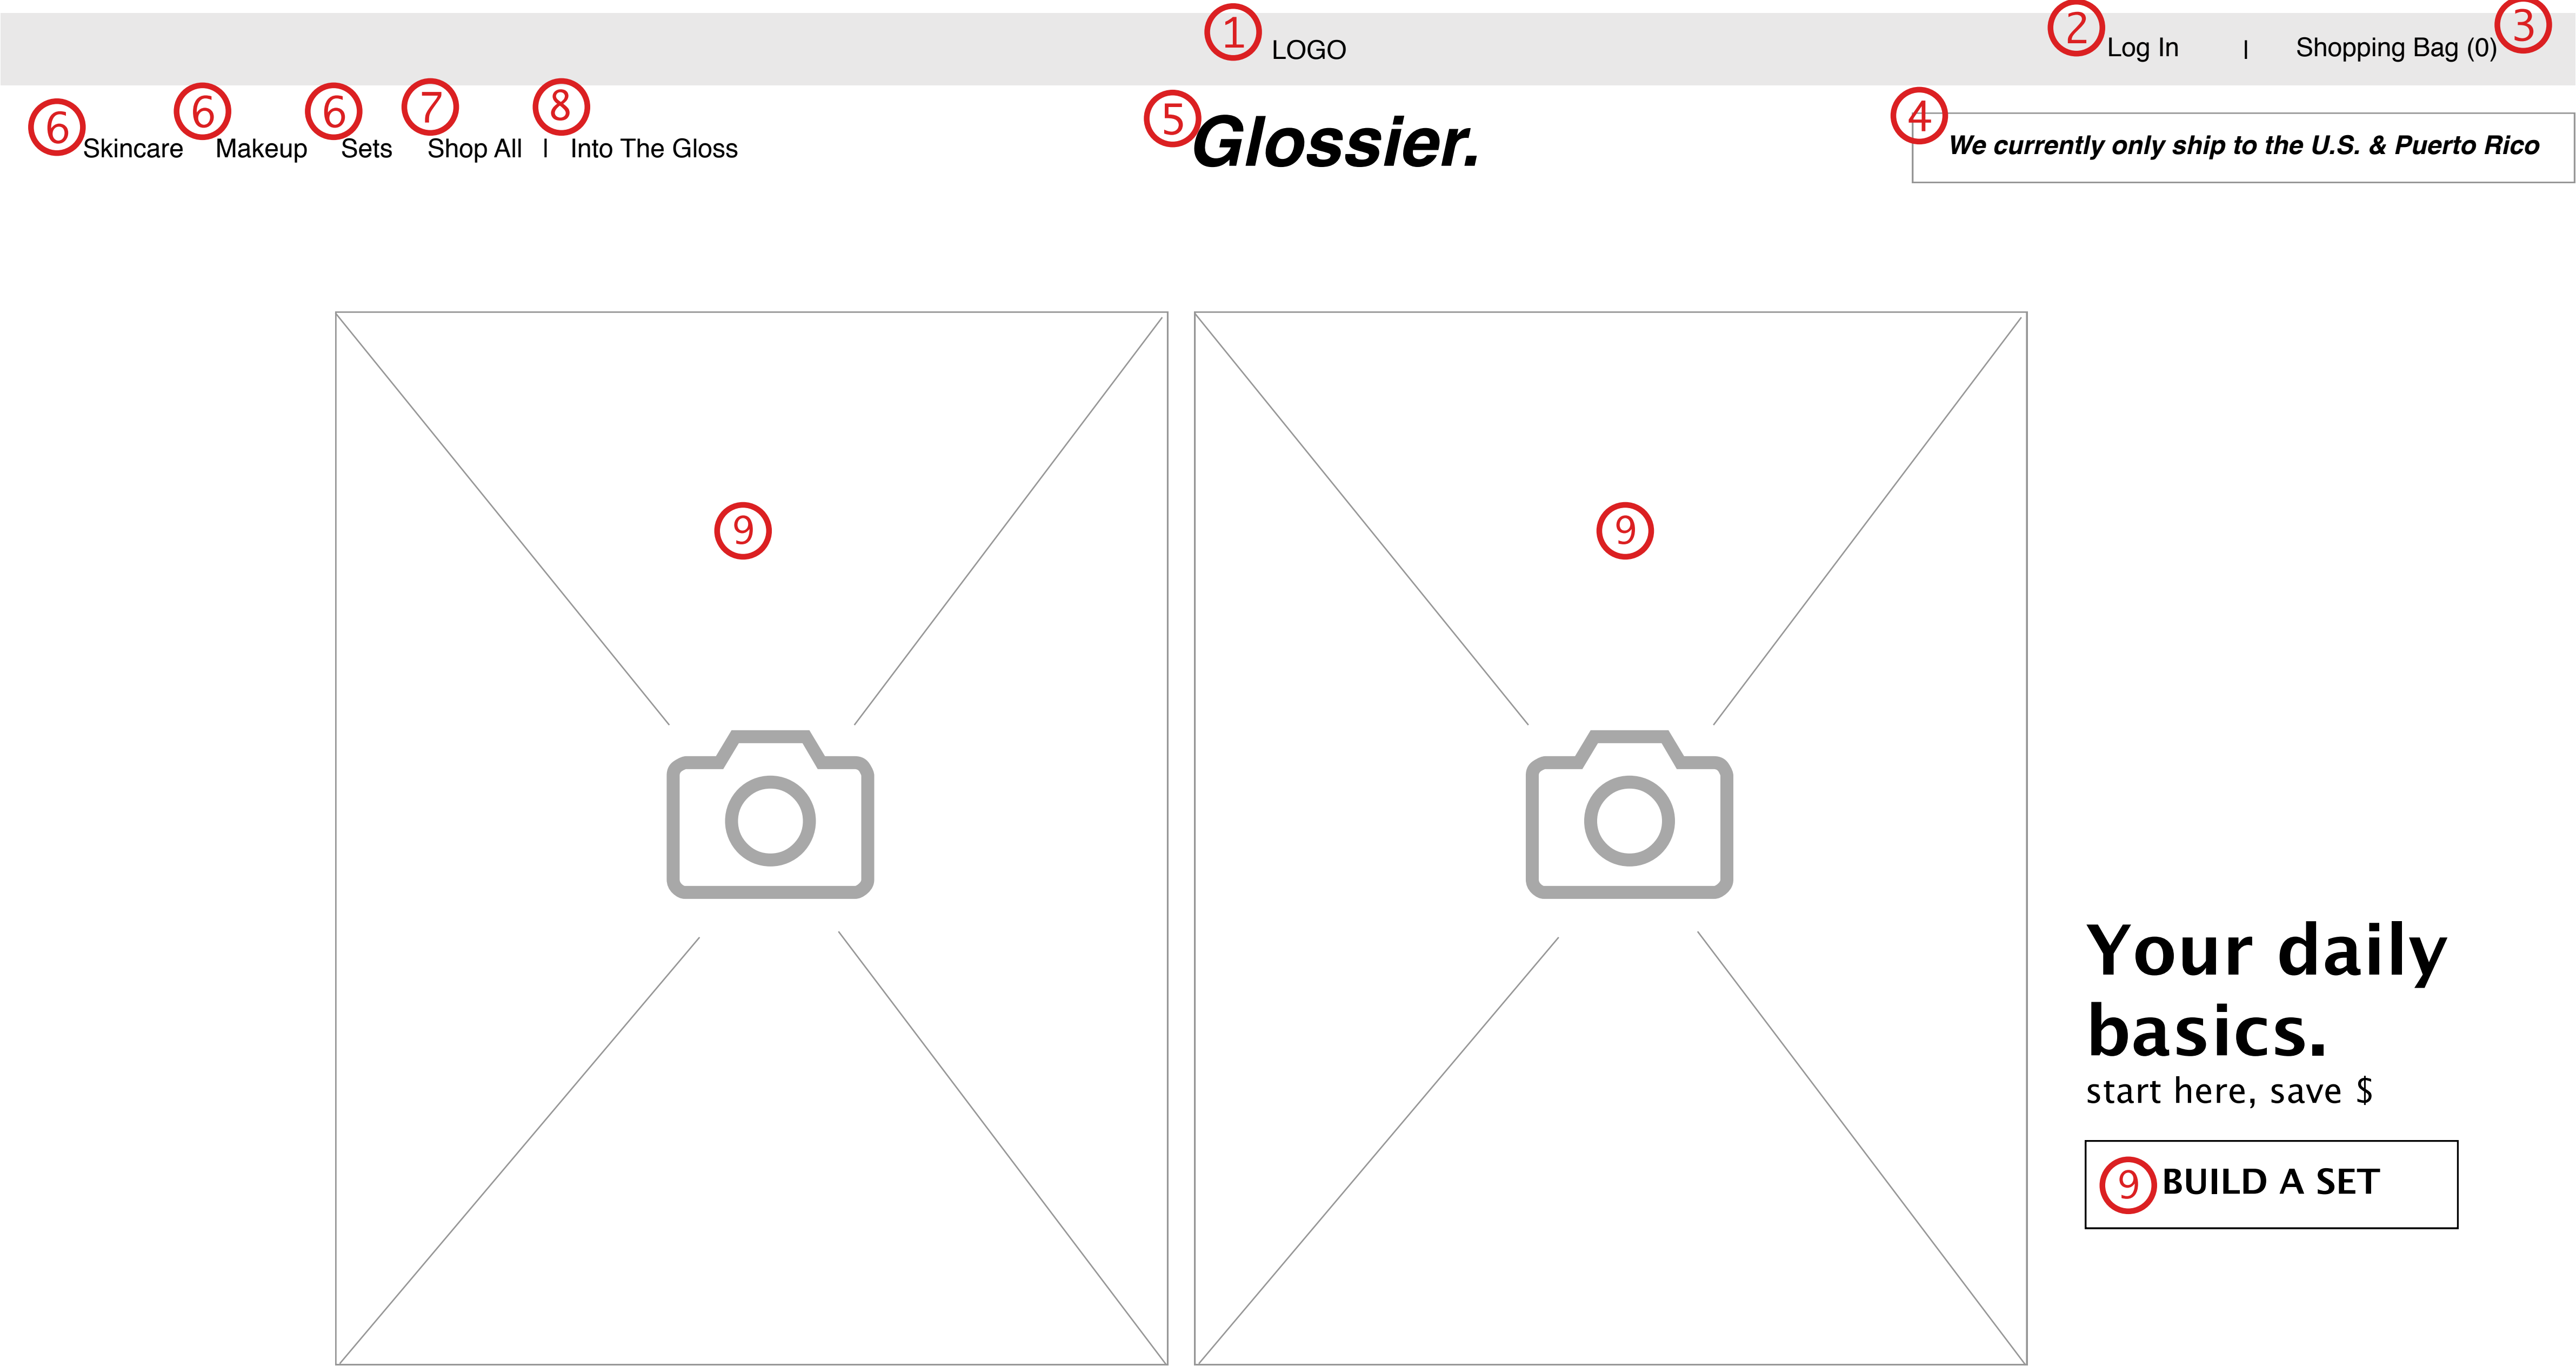 1 LOGO 2 Log In | Shopping Bag (0) 3
6 Skincare 6 Makeup 6 Sets 7 Shop All | 8 Into The Gloss
5 Glossier.
4 We currently only ship to the U.S. & Puerto Rico
9
9
Your daily
basics.
start here, save $
9 BUILD A SET